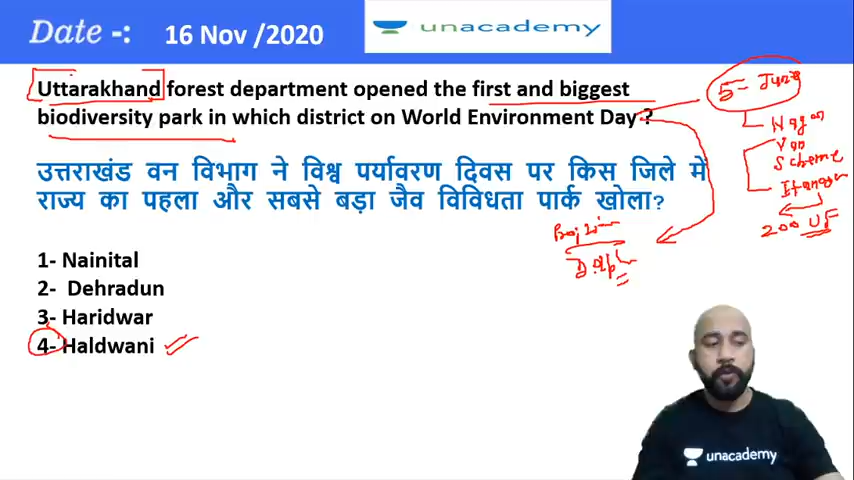 Date -: 16 Nov /2020
unacademy
Uttarakhand forest department opened the first and biggest
biodiversity park in which district on World Environment Day ?
उत्तराखंड वन विभाग ने विश्व पर्यावरण दिवस पर किस जिले में
राज्य का पहला और सबसे बड़ा जैव विविधता पार्क खोला?
1- Nainital
2- Dehradun
3- Haridwar
4- Haldwani
5- June
Nagar
Van
Scheme
200 UF
unacademy